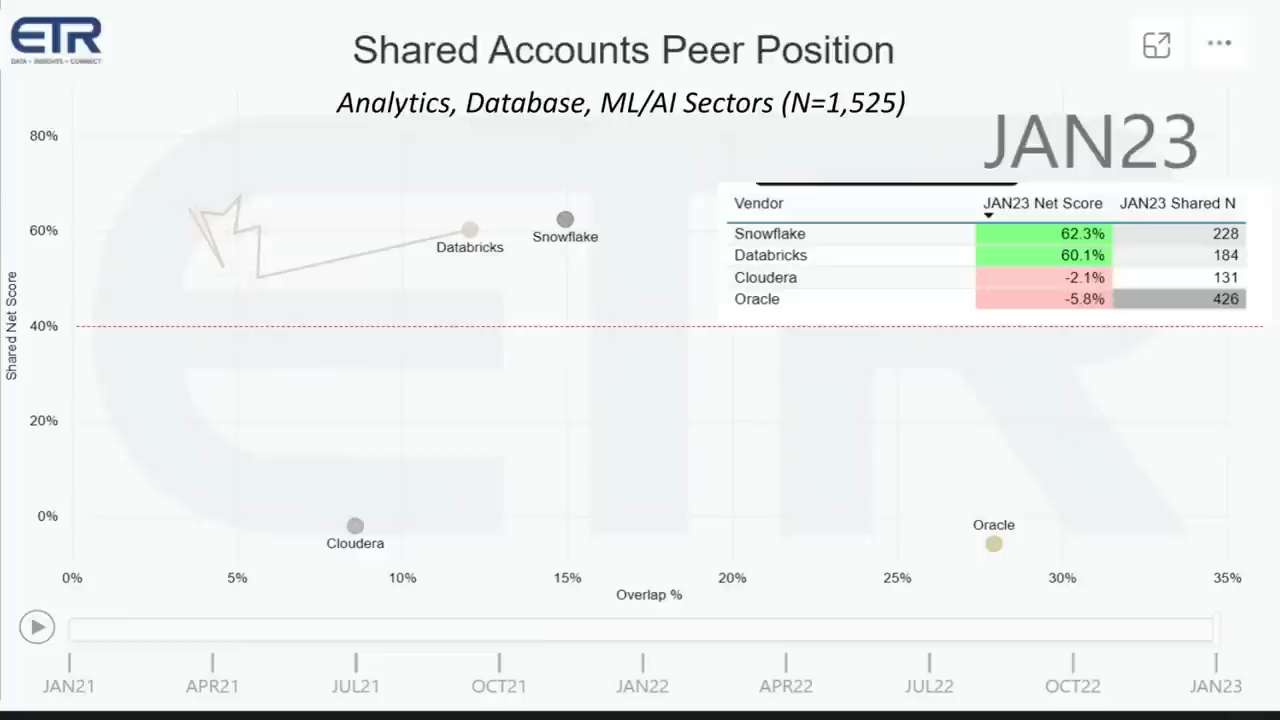 ETR
DATA • INSIGHTS • CONNECT
Shared Accounts Peer Position
Analytics, Database, ML/AI Sectors (N=1,525)
JAN23
Vendor JAN23 Net Score JAN23 Shared N
Snowflake 62.3% 228
Databricks 60.1% 184
Cloudera -2.1% 131
Oracle -5.8% 426
Shared Net Score
80%
60%
40%
20%
0%
Databricks
Snowflake
Cloudera
Oracle
0% 5% 10% 15% 20% 25% 30% 35%
Overlap %
JAN21 APR21 JUL21 OCT21 JAN22 APR22 JUL22 OCT22 JAN23